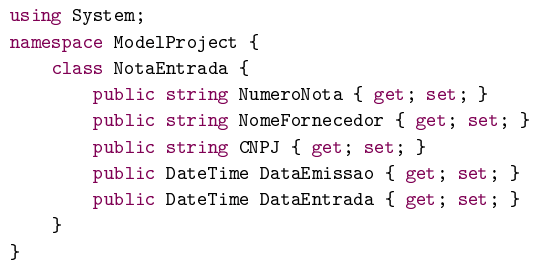 using System;
namespace ModelProject {
    class NotaEntrada {
        public string NumeroNota { get; set; }
        public string NomeFornecedor { get; set; }
        public string CNPJ { get; set; }
        public DateTime DataEmissao { get; set; }
        public DateTime DataEntrada { get; set; }
    }
}